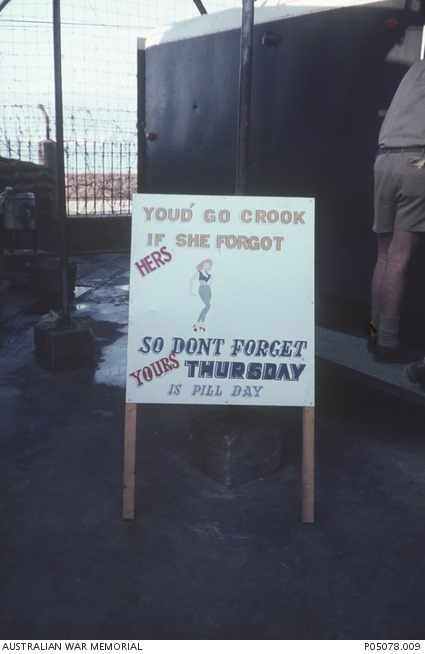 YOUD' GO CROOK
IF SHE FORGOT
HERS
SO DONT FORGET
YOURS THURSDAY
IS PILL DAY
AUSTRALIAN WAR MEMORIAL
P05078.009